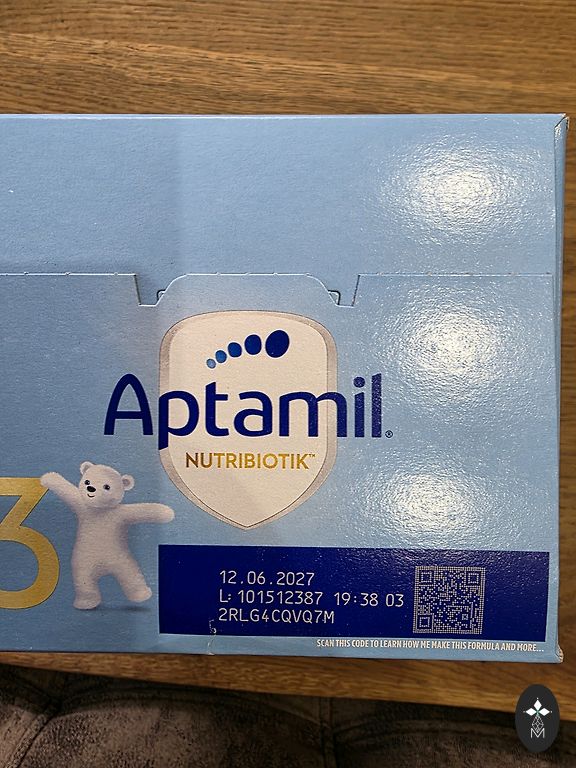 Aptamil®
NUTRIBIOTIK™
3
12.06.2027
L: 101512387 19:38 03
2RLG4CQVQ7M
SCAN THIS CODE TO LEARN HOW ME MAKE THIS FORMULA AND MORE...
M